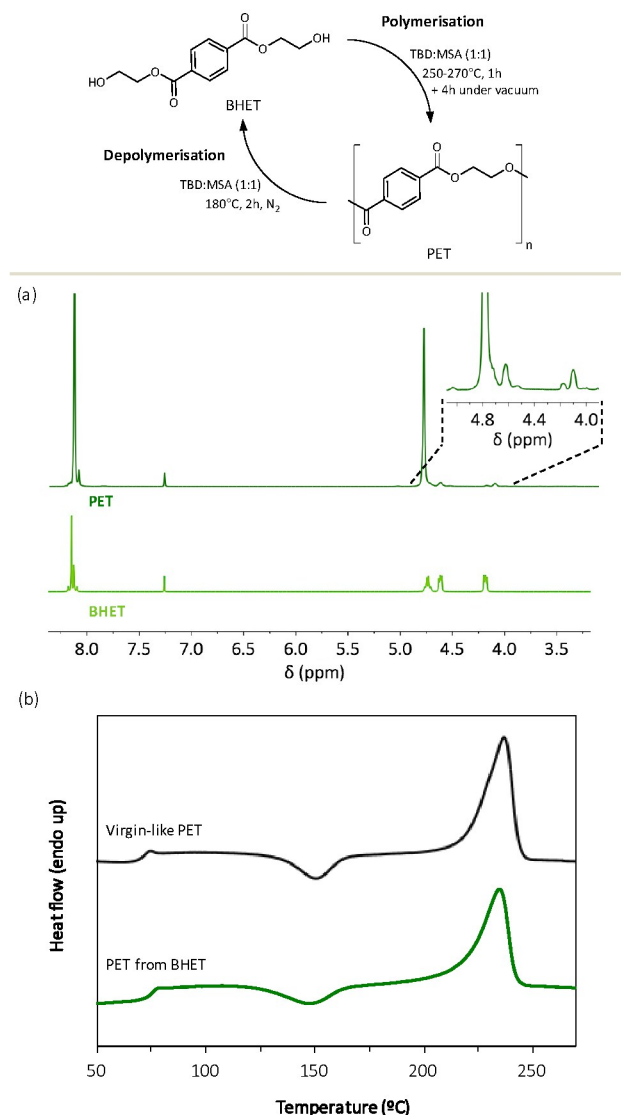 Polymerisation
TBD:MSA (1:1)
250-270°C, 1h
+ 4h under vacuum
O
OH
O
HO
O
O
BHET
Depolymerisation
TBD:MSA (1:1)
180°C, 2h, N₂
O
O
O
O
n
PET
(a)
4.8 4.4 4.0
δ (ppm)
PET
BHET
8.0 7.5 7.0 6.5 6.0 5.5 5.0 4.5 4.0 3.5
δ (ppm)
(b)
Heat flow (endo up)
Virgin-like PET
PET from BHET
50 100 150 200 250
Temperature (ºC)